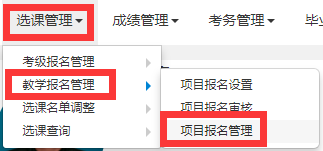 选课管理 成绩管理 考务管理 毕业
考级报名管理
教学报名管理 项目报名设置
选课名单调整 项目报名审核
选课查询 项目报名管理